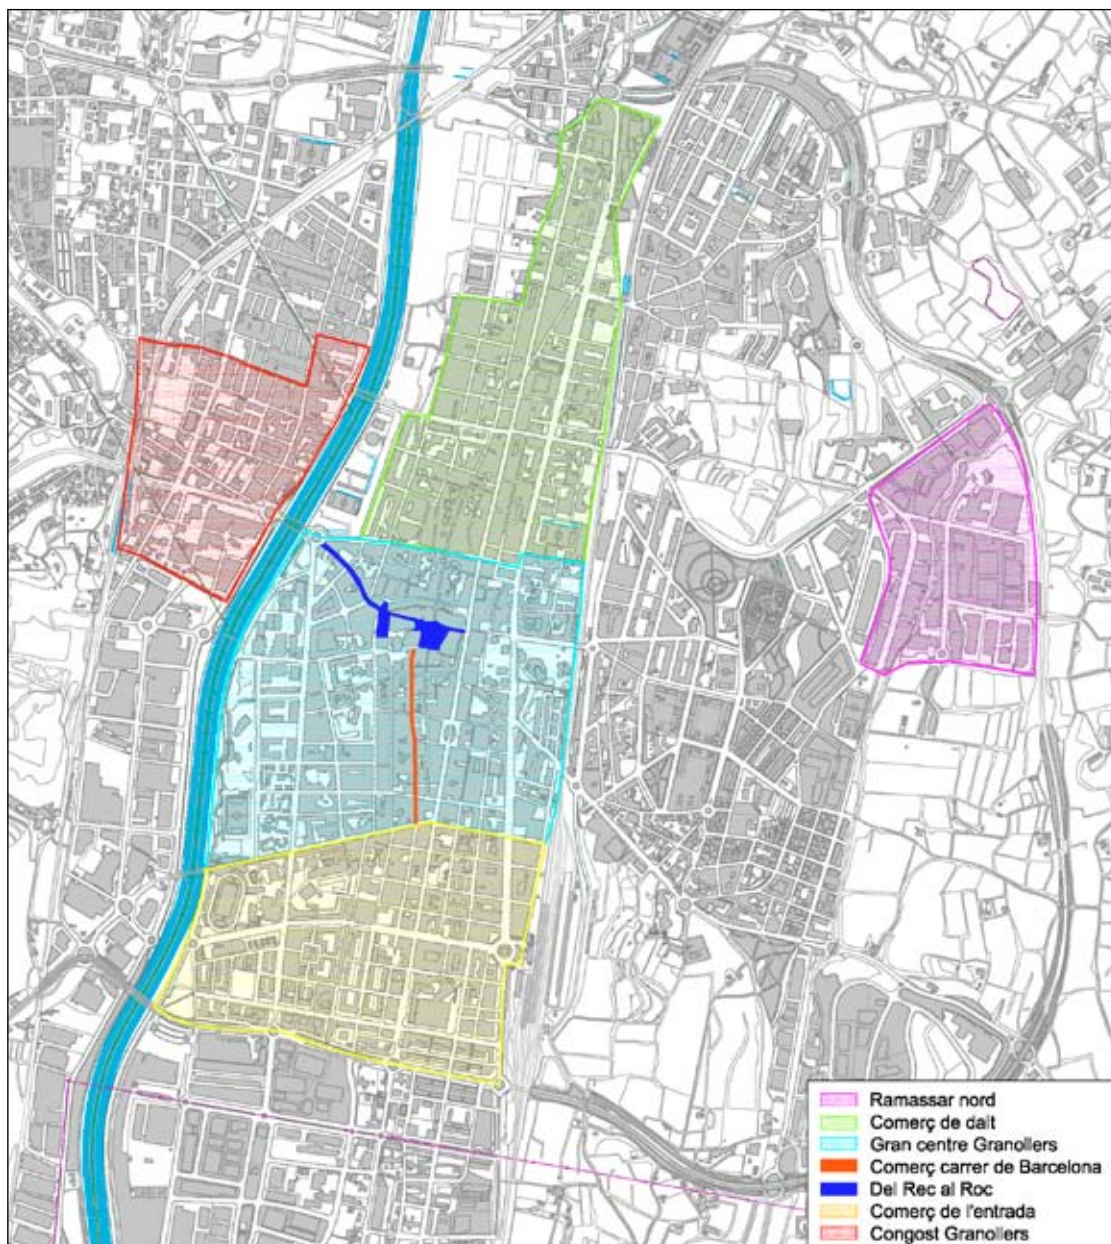 Ramassar nord
Comerç de dalt
Gran centre Granollers
Comerç carrer de Barcelona
Del Rec al Roc
Comerç de l'entrada
Congost Granollers